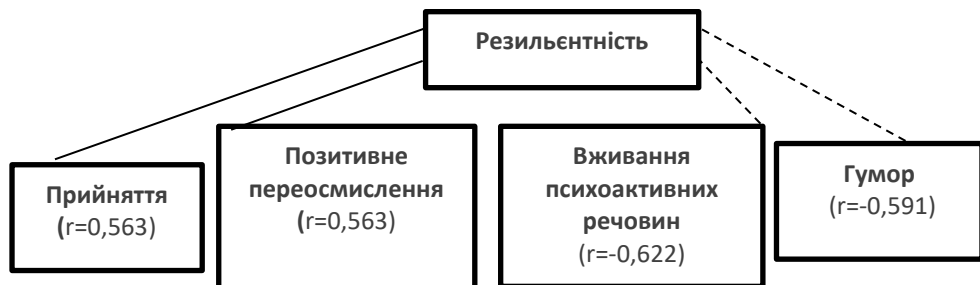 Резильєнтність
Прийняття
(r=0,563)
Позитивне
переосмислення
(r=0,563)
Вживання
психоактивних
речовин
(r=-0,622)
Гумор
(r=-0,591)